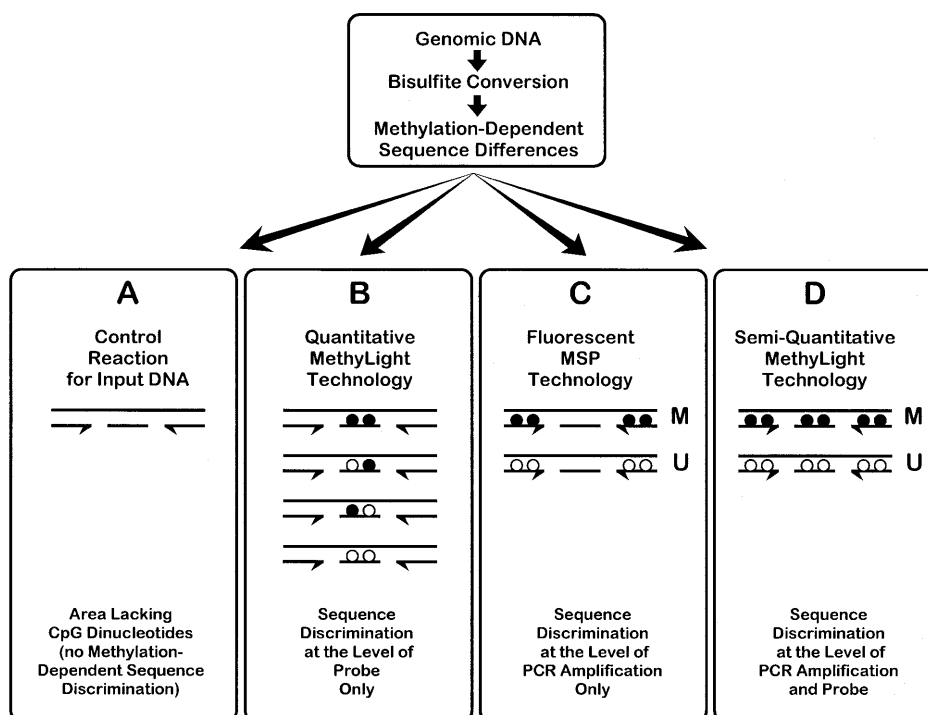 Genomic DNA
Bisulfite Conversion
Methylation-Dependent
Sequence Differences
A
Control
Reaction
for Input DNA
Area Lacking
CpG Dinucleotides
(no Methylation-
Dependent Sequence
Discrimination)
B
Quantitative
MethyLight
Technology
Sequence
Discrimination
at the Level of
Probe
Only
C
Fluorescent
MSP
Technology
M
U
Sequence
Discrimination
at the Level of
PCR Amplification
Only
D
Semi-Quantitative
MethyLight
Technology
M
U
Sequence
Discrimination
at the Level of
PCR Amplification
and Probe